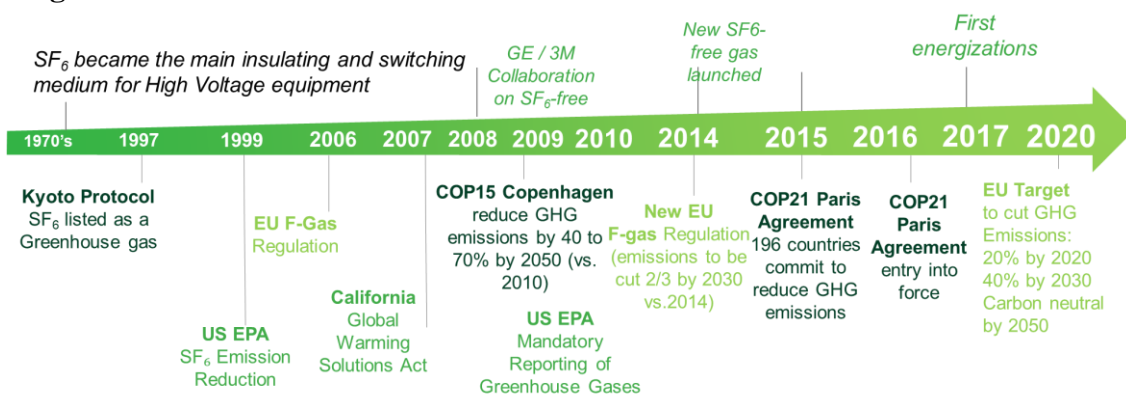 SF₆ became the main insulating and switching
medium for High Voltage equipment
GE / 3M
Collaboration
on SF₆-free
New SF6-
free gas
launched
First
energizations
1970's 1997 1999 2006 2007 2008 2009 2010 2014 2015 2016 2017 2020
Kyoto Protocol
SF₆ listed as a
Greenhouse gas
US EPA
SF₆ Emission
Reduction
EU F-Gas
Regulation
California
Global
Warming
Solutions Act
COP15 Copenhagen
reduce GHG
emissions by 40 to
70% by 2050 (vs.
2010)
US EPA
Mandatory
Reporting of
Greenhouse Gases
New EU
F-gas Regulation
(emissions to be
cut 2/3 by 2030
vs.2014)
COP21 Paris
Agreement
196 countries
commit to
reduce GHG
emissions
COP21
Paris
Agreement
entry into
force
EU Target
to cut GHG
Emissions:
20% by 2020
40% by 2030
Carbon neutral
by 2050